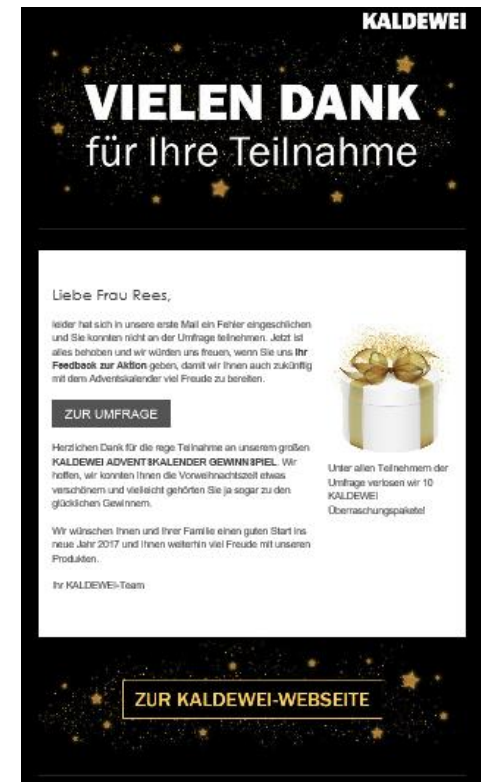 KALDEWEI
VIELEN DANK
für Ihre Teilnahme
Liebe Frau Rees,
leider hat sich in unsere erste Mail ein Fehler eingeschlichen
und Sie konnten nicht an der Umfrage teilnehmen. Jetzt ist
alles behoben und wir würden uns freuen, wenn Sie uns Ihr
Feedback zur Aktion geben, damit wir Ihnen auch zukünftig
mit dem Adventskalender viel Freude zu bereiten.
ZUR UMFRAGE
Herzlichen Dank für die rege Teilnahme an unserem großen
KALDEWEI ADVENTSKALENDER GEWINNSPIEL. Wir
hoffen, wir konnten Ihnen die Vorweihnachtszeit etwas
verschönern und vielleicht gehörten Sie ja sogar zu den
glücklichen Gewinnern.
Wir wünschen Ihnen und Ihrer Familie einen guten Start ins
neue Jahr 2017 und Ihnen weiterhin viel Freude mit unseren
Produkten.
Ihr KALDEWEI-Team
Unter allen Teilnehmern der
Umfrage verlosen wir 10
KALDEWEI
Überraschungspakete!
ZUR KALDEWEI-WEBSEITE